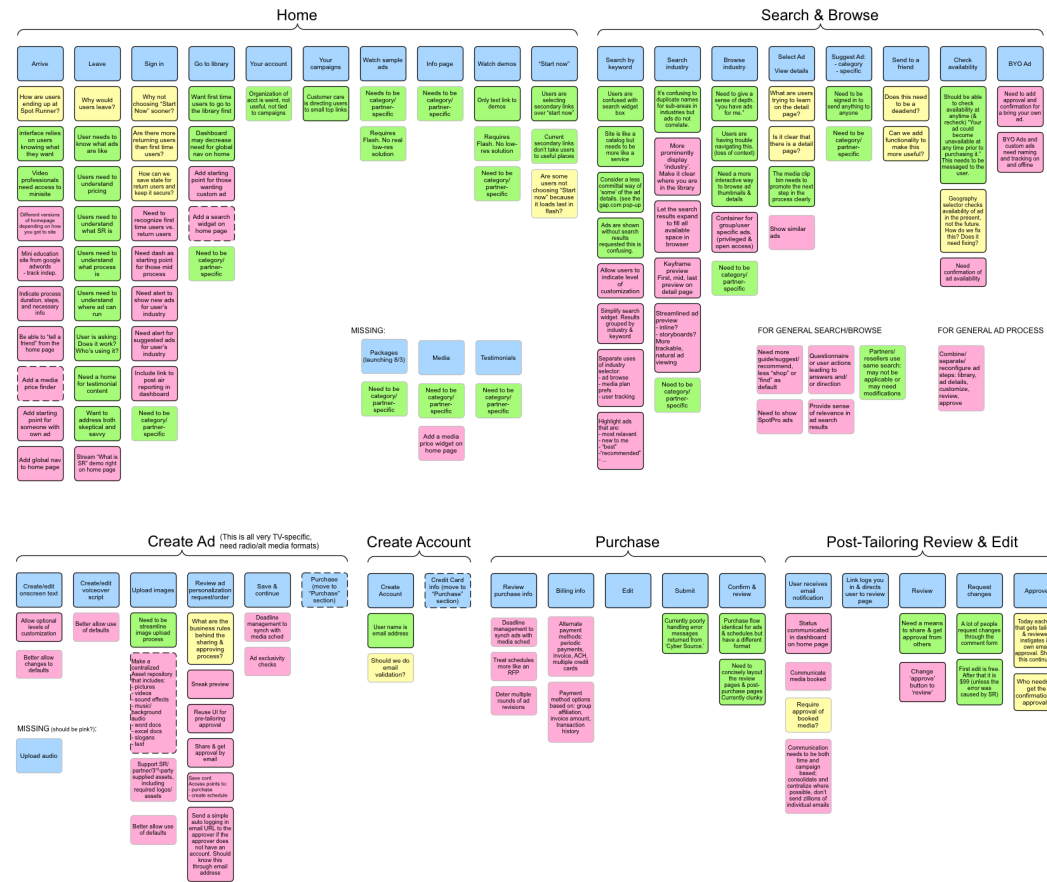 Home
Search & Browse
Arrive
Leave
Sign in
Go to library
Your account
Your
campaigns
Watch sample
ads
Info page
Watch demos
"Start now"
Search by
keyword
Search
industry
Browse
industry
Select Ad
View details
Suggest Ad:
- category
- specific
Send to a
friend
Check
availability
BYO Ad
How are users
ending up at
Spot Runner?
interface relies
on users
knowing what
they want
Video
professionals
need access to
minisite
Different versions
of homepage
depending on how
you got to site
Mini education
site from google
adwords
- track indep.
Indicate process
duration, steps,
and necessary
info
Be able to "tell a
friend" from the
home page
Add a media
price finder
Add starting
point for
someone with
own ad
Add global nav
to home page
Why would
users leave?
User need to
know what ads
are like
User need to
understand
pricing
User need to
understand
what SR is
User need to
understand
what process
is
Users need to
understand
where ad can
run
User is asking:
Does it work?
Who's using it?
Need a home
for testimonial
content
Want to
address both
skeptical and
savvy
Stream "What is
SR" demo right
on home page
Why not
choosing "Start
Now" sooner?
Are there more
returning users
than first time
users?
How can we
save state for
return users and
keep it secure?
Need to
recognize first
time users vs.
return users
Need dash as
starting point
for those mid
process
Need alert to
show new ads
for user's
industry
Need alert for
suggested ads
for user's
industry
Include link to
post air
reporting in
dashboard
Need to be
category/
partner-
specific
Want first time
users to go to
the library first
Dashboard
may decrease
need for global
nav on home
Add starting
point for those
wanting
custom ad
Add a search
widget on
home page
Need to be
category/
partner-
specific
Organization of
acct is weird, not
useful, not tied
to campaigns
Customer care
is directing users
to small top links
Needs to be
category/
partner-specific
Requires
Flash. No real
low-res
solution
Needs to be
category/
partner-
specific
Only text link to
demos
Requires
Flash. No low-
res solution
Need to be
category/
partner-
specific
Users are
selecting
secondary links
over "start now"
Current
secondary links
don't take users
to useful places
Are some
users not
choosing "Start
now" because
it loads last in
flash?
MISSING:
Packages
(launching 8/3)
Media
Testimonials
Need to be
category/
partner-
specific
Need to be
category/
partner-
specific
Need to be
category/
partner-
specific
Add a media
price widget on
home page
Users are
confused with
search widget
box
Site is like a
catalog but
needs to be
more like a
service
Consider a less
committal way of
'some' of the ad
details, (see the
gap.com pop-up
Ads are shown
without search
results
requested this is
confusing.
Allow users to
indicate level
of
customization
Simplify search
widget. Results
grouped by
industry &
keyword
Separate uses
of industry
selector:
- ad browse
- media plan
prefs
- user tracking
Highlight ads
that are:
- most relevant
- new to me
- "best"
-"recommended"
- ...
It's confusing to
duplicate names
for sub-areas in
industries but
ads do not
correlate.
More
prominently
display
'industry'.
Make it clear
where you are
in the library
Let the search
results expand
to fill all
available space
in browser
Keyframe
preview
First, mid, last
preview on
detail page
Streamlined ad
preview
- inline?
- storyboards?
More
trackable,
natural ad
viewing
Need to be
category/
partner-
specific
Need to give a
sense of depth.
"you have ads
for me."
Users are
having trouble
navigating this.
(loss of context)
Need a more
interactive way
to browse ad
thumbnails &
details
Container for
group/user
specific ads.
(privileged &
open access)
Need to be
category/
partner-
specific
What are users
trying to learn
on the detail
page?
Is it clear that
there is a detail
page?
The media clip
bin needs to
promote the next
step in the
process clearly
Show similar
ads
Need to be
signed in to
send anything to
anyone
Need to be
category/
partner-
specific
Does this need
to be a
deadend?
Can we add
functionality to
make this
more useful?
Should be able
to check
availability at
anytime (&
recheck) "Your
ad could
become
unavailable at
any time prior to
purchasing it."
This needs to be
messaged to
the user.
Geography
selector checks
availability of ad
in the present,
not the future.
How do we fix
this? Does it
need fixing?
Need
confirmation of
ad availability
Need to add
approval and
confirmation for
a bring your own
ad.
BYO Ads and
custom ads
need naming
and tracking on
and offline
FOR GENERAL SEARCH/BROWSE
Need more
guide/suggest/
recommend,
less "shop" or
"find" as
default
Questionnaire
or user actions
leading to
answers and/
or direction
Partners/
resellers use
same search:
may not be
applicable or
may need
modifications
Need to show
SpotPro ads
Provide sense
of relevance in
ad search
results
FOR GENERAL AD PROCESS
Combine/
separate/
reconfigure ad
steps: library,
ad details,
customize,
review,
approve
Create Ad (This is all very TV-specific,
need radio/alt media formats)
Create Account
Purchase
Post-Tailoring Review & Edit
Create/edit
onscreen text
Create/edit
voiceover
script
Upload images
Review ad
personalization
request/order
Save &
continue
Purchase
(move to
"Purchase"
section)
Create
Account
Credit Card
info (move to
"Purchase"
section)
Review
purchase info
Billing info
Edit
Submit
Confirm &
review
User receives
email
notification
Link logs you
in & directs
user to review
page
Review
Request
changes
Approve
Allow optional
levels of
customization
Better allow
changes to
defaults
MISSING (should be pink?):
Upload audio
Better allow use
of defaults
Need to be
streamline
image upload
process
Make a
centralized
Asset repository
that includes:
- pictures
- videos
- sound effects
- music/
background
audio
- word docs
- excel docs
- slogans
- text
Support SR/
partner/3rd-party
supplied assets,
including
required logos/
assets
Better allow use
of defaults
What are the
business rules
behind the
sharing &
approving
process?
Sneak preview
Reuse UI for
pre-tailoring
approval
Share & get
approval by
email
Save conf.
Access points to:
- purchase
- create schedule
Send a simple
auto logging in
email URL to the
approver if the
approver does
not have an
account. Should
know this
through email
address
Deadline
management to
synch with
media sched
Ad exclusivity
checks
User name is
email address
Should we do
email
validation?
Deadline
management to
synch ads with
media sched
Treat
schedules
more like an
RFP
Deter multiple
rounds of ad
revisions
Alternate
payment
methods:
periodic
payments,
invoice, ACH,
multiple credit
cards
Payment
method options
based on: group
affiliation,
invoice amount,
transaction
history
Currently poorly
handling error
messages
returned from
'Cyber Source.'
Purchase flow
identical for ads
& schedules but
have a different
format
Need to
concisely layout
the review
pages & post-
purchase pages
Currently clunky
Status
communicated
in dashboard
on home page
Communicate
media booked
Require
approval of
booked
media?
Communication
needs to be both
time and
campaign
based;
consolidate and
centralize where
possible, don't
send zillions of
individual emails
Need a means
to share & get
approval from
others
Change
'approve'
button to
'review'
A lot of people
request
changes
through the
comment form
First edit is free.
After that it is
$99 (unless the
error was
caused by SR)
Today each
that gets
& reviewe
instigates
own email
approval. Sh
this continu
Who need
get the
confirmatio
approval